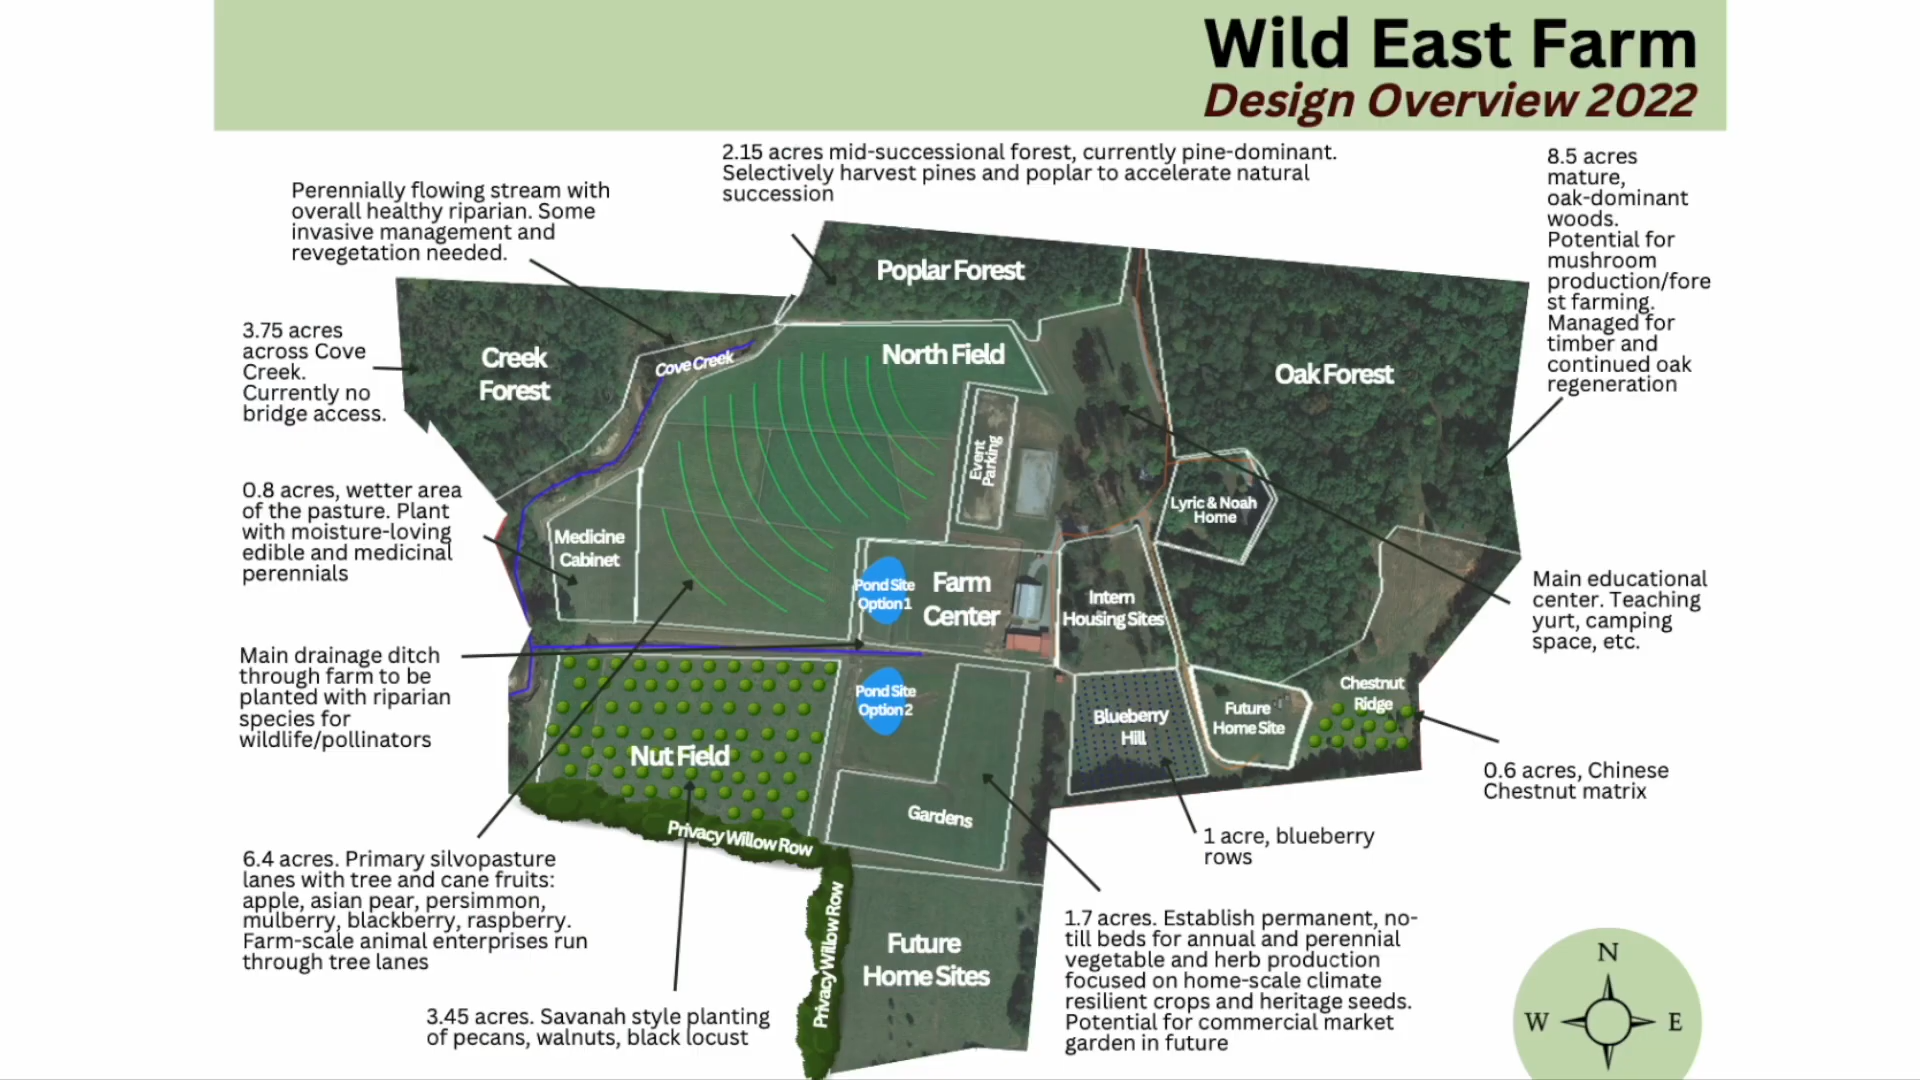 Wild East Farm
Design Overview 2022
2.15 acres mid-successional forest, currently pine-dominant.
Selectively harvest pines and poplar to accelerate natural
succession
8.5 acres
mature,
oak-dominant
woods.
Potential for
mushroom
production/fore
st farming.
Managed for
timber and
continued oak
regeneration
Perennially flowing stream with
overall healthy riparian. Some
invasive management and
revegetation needed.
3.75 acres
across Cove
Creek.
Currently no
bridge access.
0.8 acres, wetter area
of the pasture. Plant
with moisture-loving
edible and medicinal
perennials
Main drainage ditch
through farm to be
planted with riparian
species for
wildlife/pollinators
6.4 acres. Primary silvopasture
lanes with tree and cane fruits:
apple, asian pear, persimmon,
mulberry, blackberry, raspberry.
Farm-scale animal enterprises run
through tree lanes
3.45 acres. Savanah style planting
of pecans, walnuts, black locust
Poplar Forest
Creek
Forest
Cove Creek
North Field
Oak Forest
Event
Parking
Lyric & Noah
Home
Medicine
Cabinet
Pond Site
Option 1
Farm
Center
Intern
Housing Sites
Pond Site
Option 2
Nut Field
Blueberry
Hill
Future
Home Site
Chestnut
Ridge
Gardens
Privacy Willow Row
Privacy Willow Row
Future
Home Sites
Main educational
center. Teaching
yurt, camping
space, etc.
0.6 acres, Chinese
Chestnut matrix
1 acre, blueberry
rows
1.7 acres. Establish permanent, no-
till beds for annual and perennial
vegetable and herb production
focused on home-scale climate
resilient crops and heritage seeds.
Potential for commercial market
garden in future
N
W
E